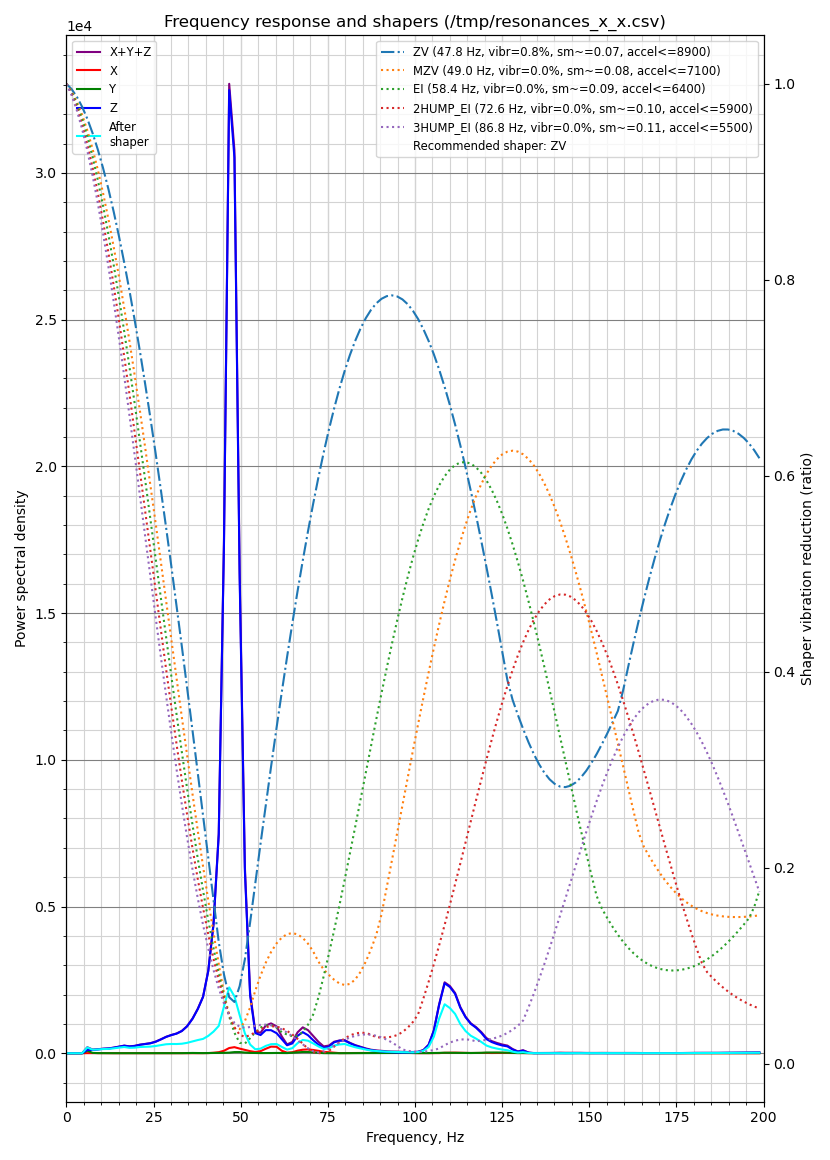 Frequency response and shapers (/tmp/resonances_x_x.csv)
1e4
X+Y+Z
X
Y
Z
After
shaper
ZV (47.8 Hz, vibr=0.8%, sm~=0.07, accel<=8900)
MZV (49.0 Hz, vibr=0.0%, sm~=0.08, accel<=7100)
EI (58.4 Hz, vibr=0.0%, sm~=0.09, accel<=6400)
2HUMP_EI (72.6 Hz, vibr=0.0%, sm~=0.10, accel<=5900)
3HUMP_EI (86.8 Hz, vibr=0.0%, sm~=0.11, accel<=5500)
Recommended shaper: ZV
Power spectral density
3.0
2.5
2.0
1.5
1.0
0.5
0.0
1.0
0.8
0.6
0.4
0.2
0.0
Shaper vibration reduction (ratio)
0 25 50 75 100 125 150 175 200
Frequency, Hz